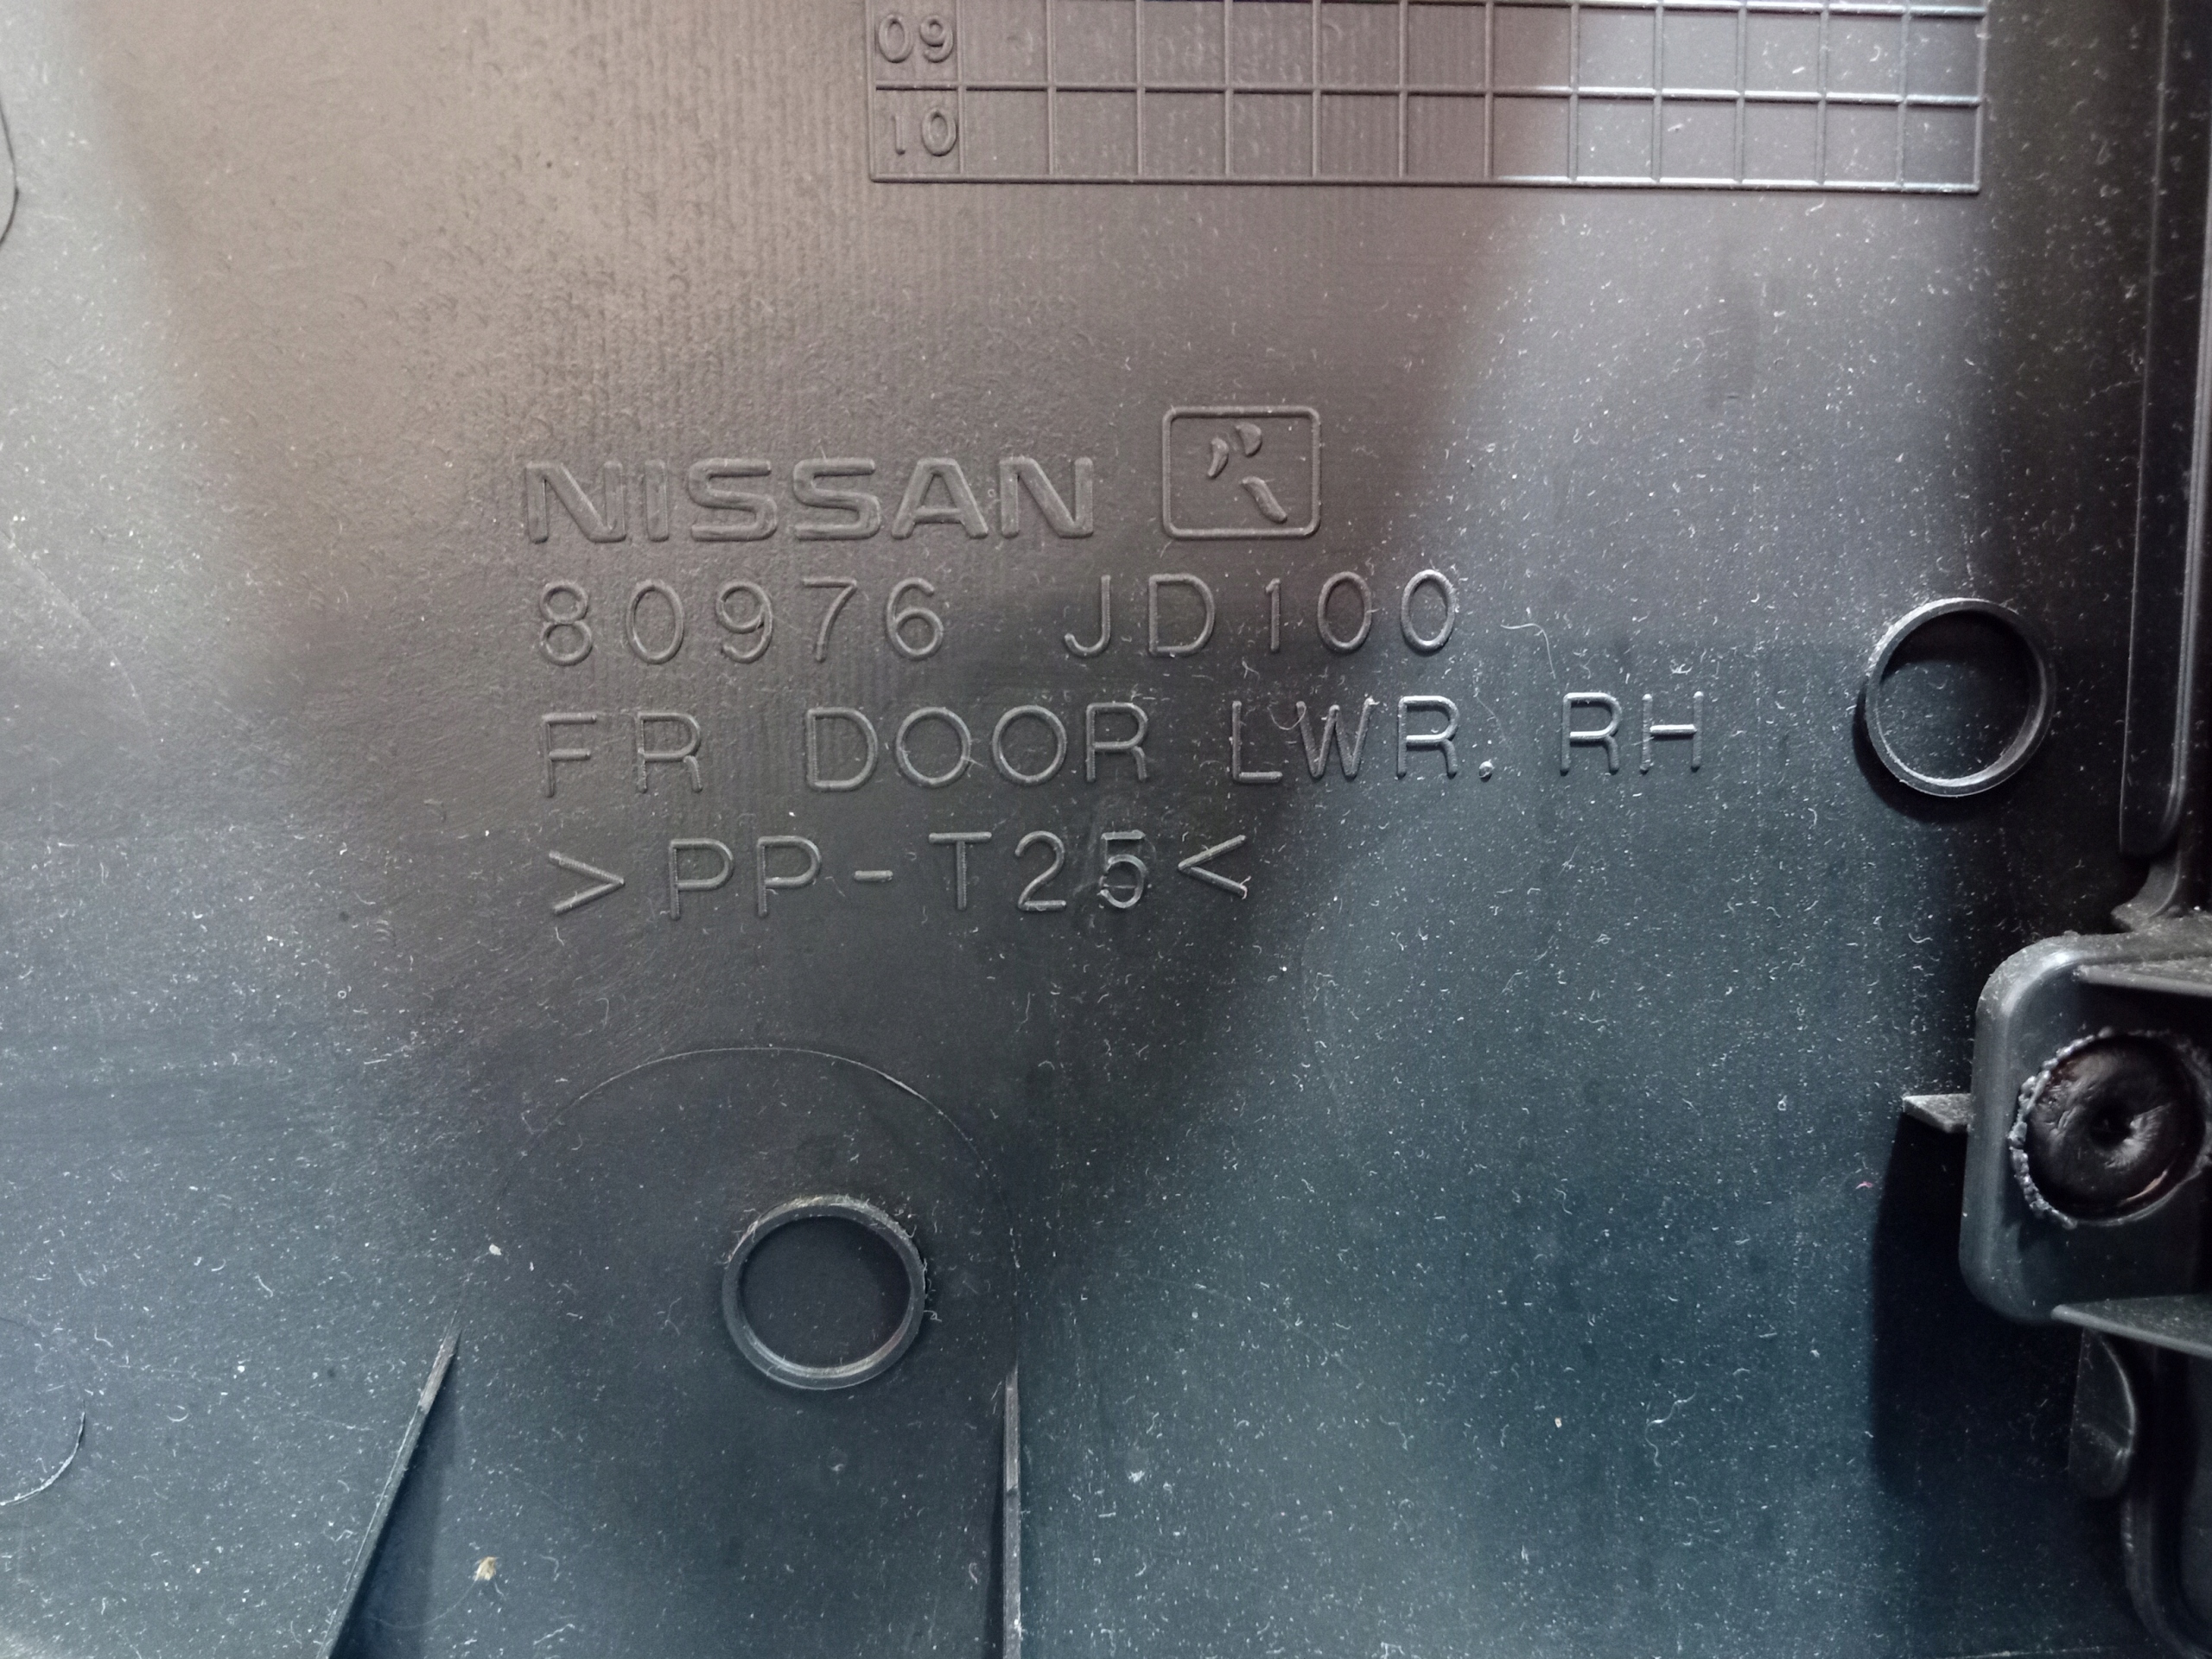 09
10
NISSAN
80976 JD100
FR DOOR LWR. RH
>PP-T25<